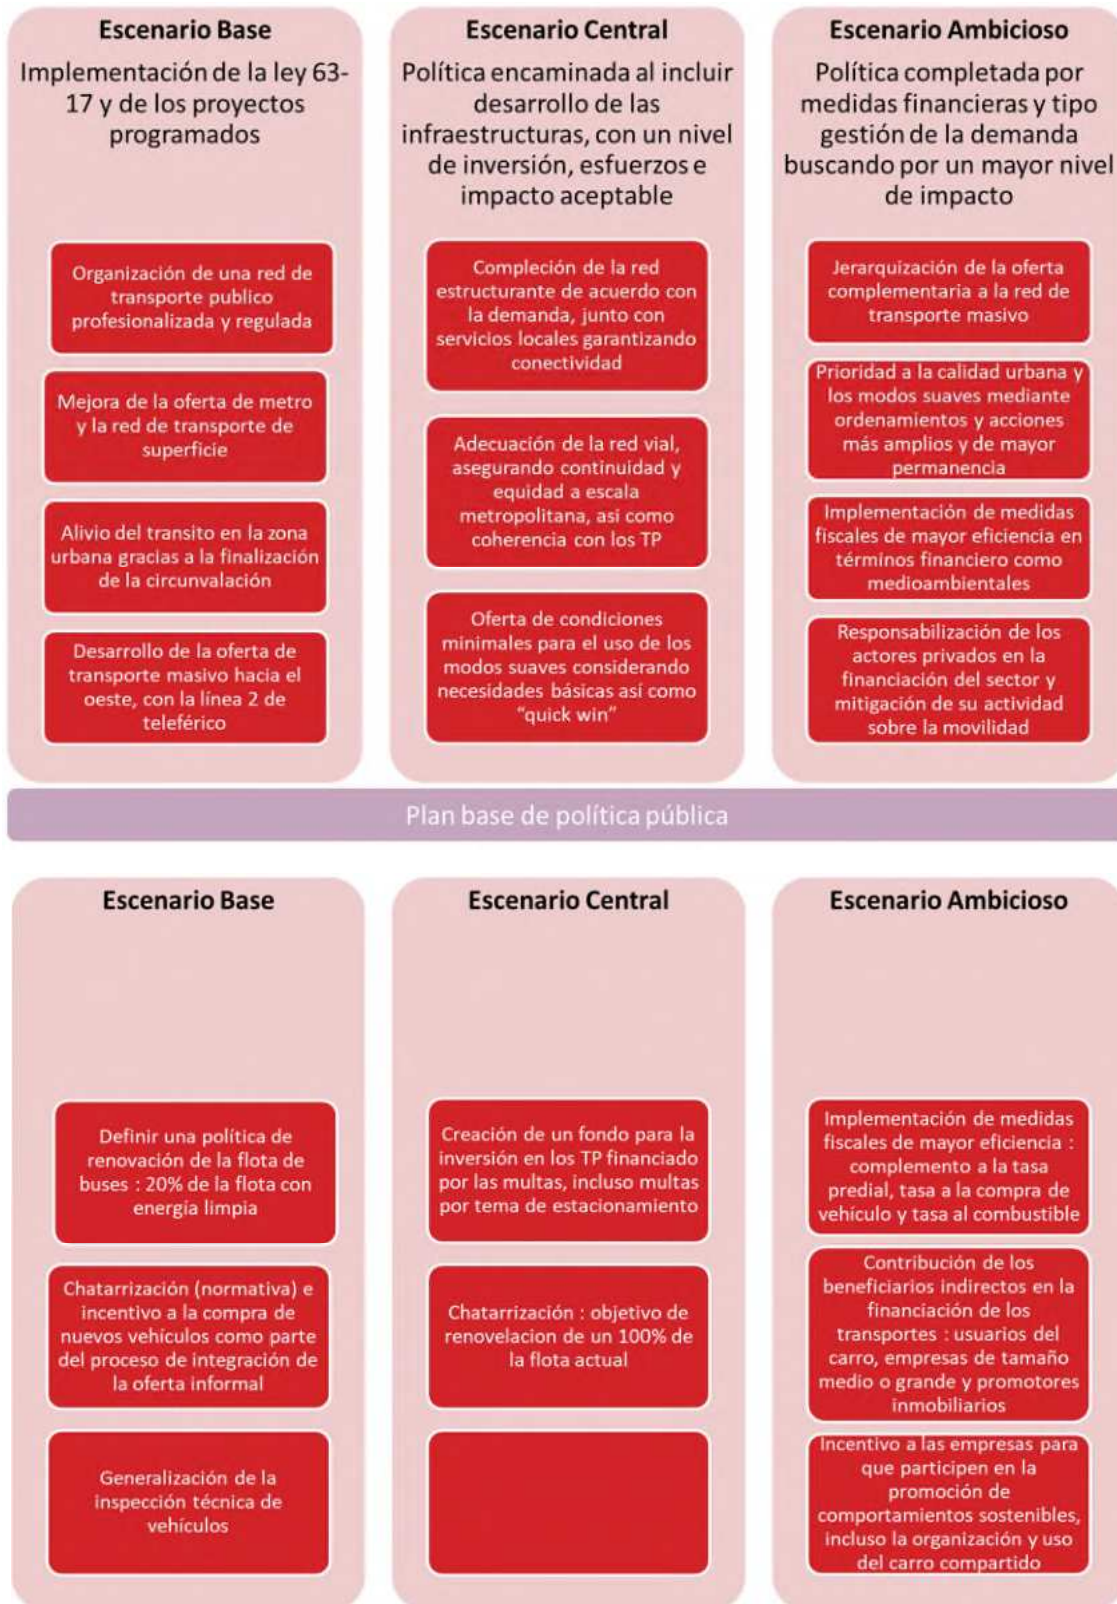 Escenario Base
Implementación de la ley 63-
17 y de los proyectos
programados
Organización de una red de
transporte publico
profesionalizada y regulada
Mejora de la oferta de metro
y la red de transporte de
superficie
Alivio del transito en la zona
urbana gracias a la finalización
de la circunvalación
Desarrollo de la oferta de
transporte masivo hacia el
oeste, con la línea 2 de
teleférico
Escenario Central
Política encaminada al incluir
desarrollo de las
infraestructuras, con un nivel
de inversión, esfuerzos e
impacto aceptable
Compleción de la red
estructurante de acuerdo con
la demanda, junto con
servicios locales garantizando
conectividad
Adecuación de la red vial,
asegurando continuidad y
equidad a escala
metropolitana, asi como
coherencia con los TP
Oferta de condiciones
minimales para el uso de los
modos suaves considerando
necesidades básicas así como
“quick win”
Escenario Ambicioso
Política completada por
medidas financieras y tipo
gestión de la demanda
buscando por un mayor nivel
de impacto
Jerarquización de la oferta
complementaria a la red de
transporte masivo
Prioridad a la calidad urbana y
los modos suaves mediante
ordenamientos y acciones
más amplios y de mayor
permanencia
Implementación de medidas
fiscales de mayor eficiencia en
términos financiero como
medioambientales
Responsabilización de los
actores privados en la
financiación del sector y
mitigación de su actividad
sobre la movilidad
Plan base de política pública
Escenario Base
Definir una política de
renovación de la flota de
buses : 20% de la flota con
energía limpia
Chatarrización (normativa) e
incentivo a la compra de
nuevos vehículos como parte
del proceso de integración de
la oferta informal
Generalización de la
inspección técnica de
vehículos
Escenario Central
Creación de un fondo para la
inversión en los TP financiado
por las multas, incluso multas
por tema de estacionamiento
Chatarrización : objetivo de
renovelacion de un 100% de
la flota actual
Escenario Ambicioso
Implementación de medidas
fiscales de mayor eficiencia :
complemento a la tasa
predial, tasa a la compra de
vehículo y tasa al combustible
Contribución de los
beneficiarios indirectos en la
financiación de los
transportes : usuarios del
carro, empresas de tamaño
medio o grande y promotores
inmobiliarios
Incentivo a las empresas para
que participen en la
promoción de
comportamientos sostenibles,
incluso la organización y uso
del carro compartido